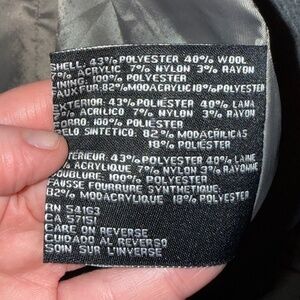 SHELL: 43% POLYESTER 40% WOOL
7% ACRYLIC 7% NYLON 3% RAYON
LINING: 100% POLYESTER
FAUXFUR: 82% MODACRYLIC 18% POLYESTER
EXTERIOR: 43% POLIESTER 40% LANA
7% ACRILICO 7% NYLON 3% RAYON
FORRO: 100% POLIESTER
PELO SINTETICO: 82% MODACRILICAS
18% POLIESTER
EXTERIEUR: 43% POLYESTER 40% LAINE
7% ACRYLIQUE 7% NYLON 3% RAYONNE
DOUBLURE: 100% POLYESTER
FAUSSE FOURRURE SYNTHETIQUE:
82% MODACRYLIQUE 18% POLYESTER
RN 54163
CA 57151
CARE ON REVERSE
CUIDADO AL REVERSO
SOIN SUR L'INVERSE